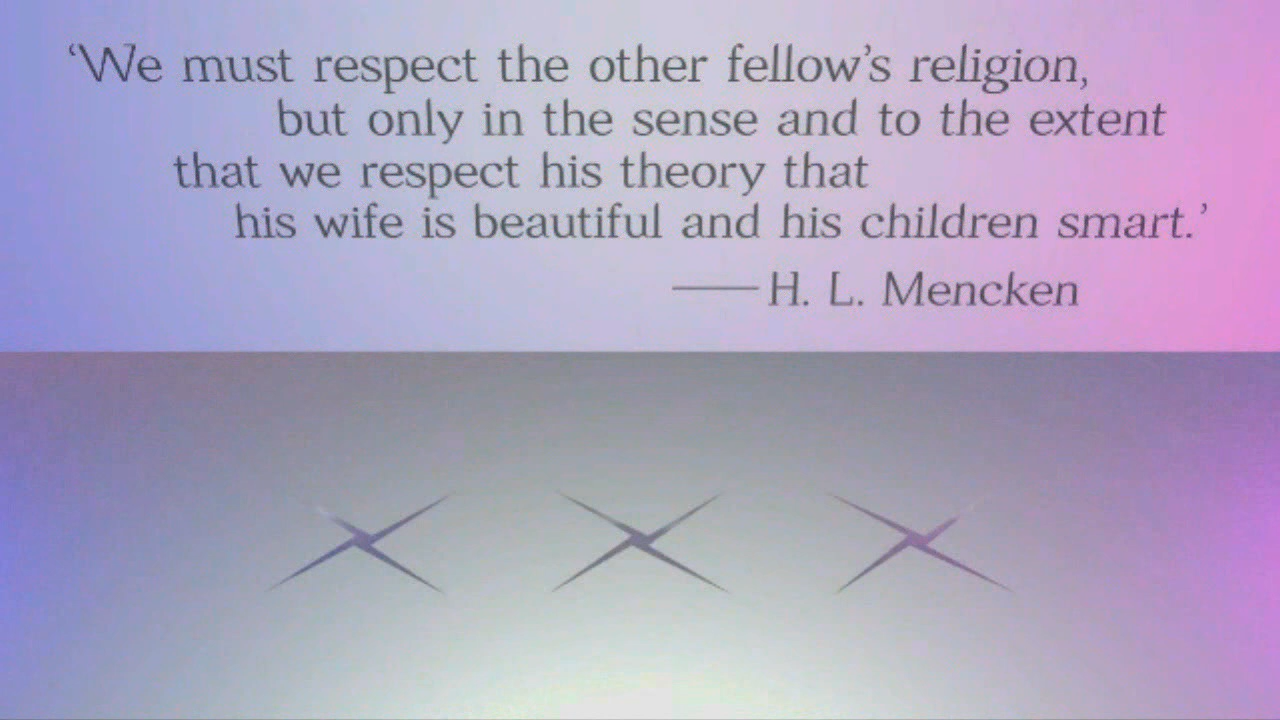 ‘We must respect the other fellow’s religion,
but only in the sense and to the extent
that we respect his theory that
his wife is beautiful and his children smart.’
——H. L. Mencken